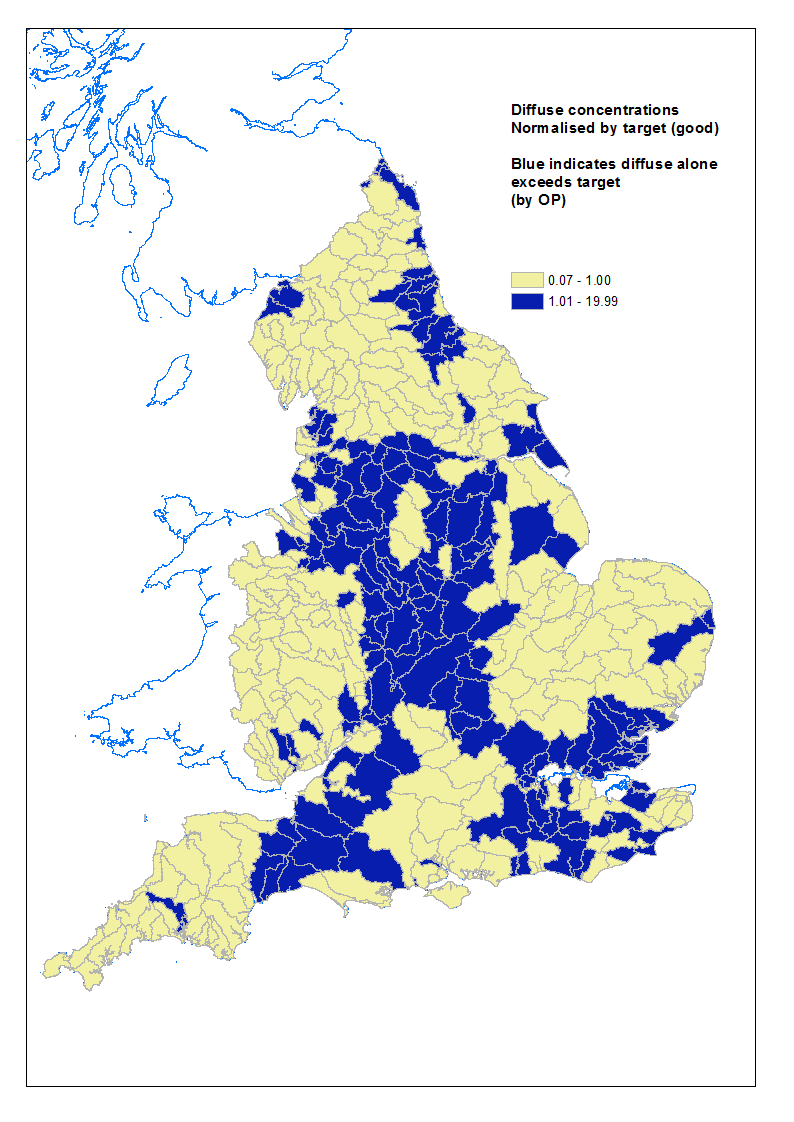 Diffuse concentrations
Normalised by target (good)
Blue indicates diffuse alone
exceeds target
(by OP)
0.07 - 1.00
1.01 - 19.99